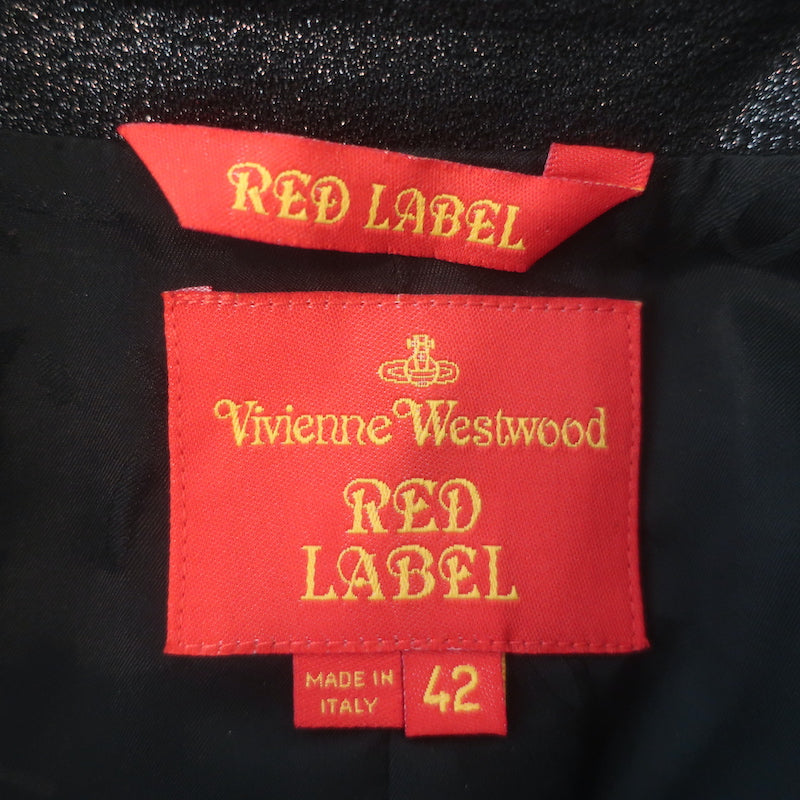 RED LABEL
Vivienne Westwood
RED
LABEL
MADE IN
ITALY
42